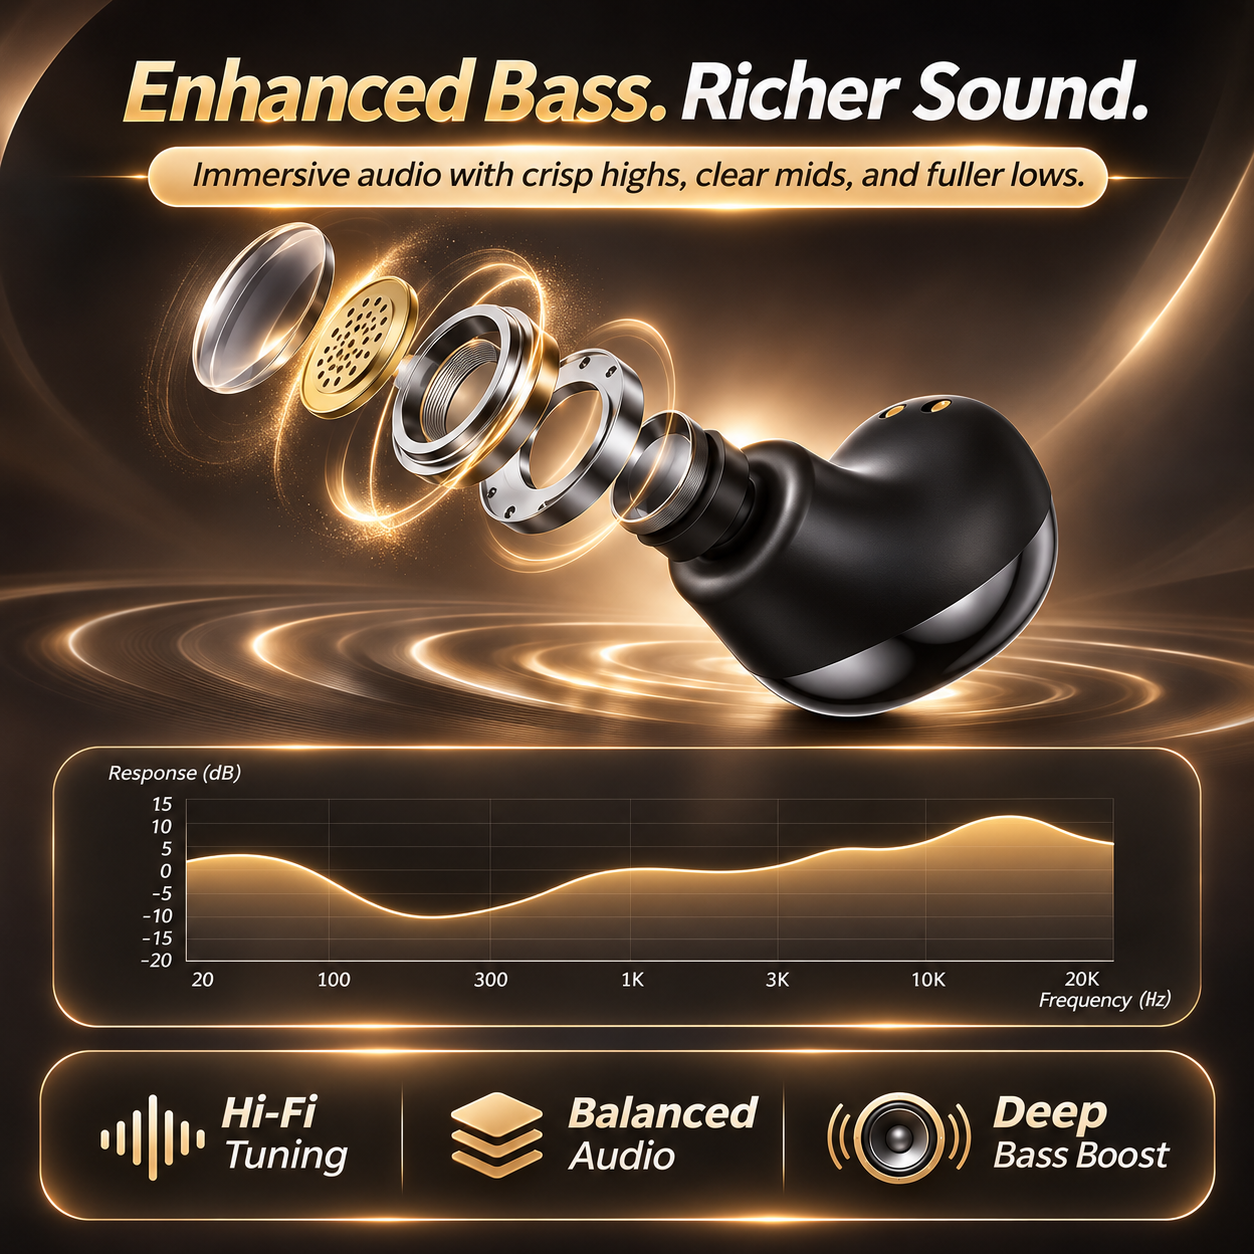 Enhanced Bass. Richer Sound.
Immersive audio with crisp highs, clear mids, and fuller lows.
Response (dB)
15
10
5
0
-5
-10
-15
-20
20 100 300 1K 3K 10K 20K
Frequency (Hz)
Hi-Fi
Tuning
Balanced
Audio
Deep
Bass Boost